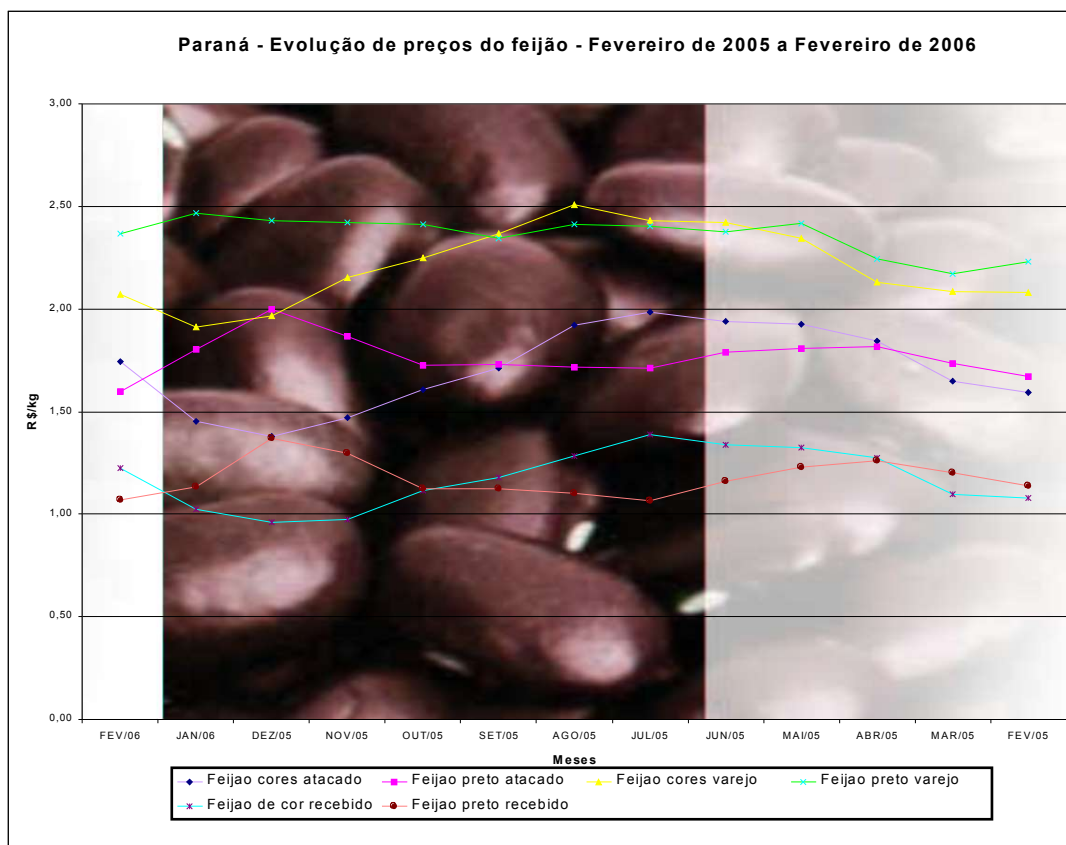 Paraná - Evolução de preços do feijão - Fevereiro de 2005 a Fevereiro de 2006
3,00
2,50
2,00
1,50
1,00
0,50
0,00
R$/kg
FEV/06 JAN/06 DEZ/05 NOV/05 OUT/05 SET/05 AGO/05 JUL/05 JUN/05 MAI/05 ABR/05 MAR/05 FEV/05
Meses
Feijao cores atacado Feijao preto atacado Feijao cores varejo Feijao preto varejo
Feijao de cor recebido Feijao preto recebido